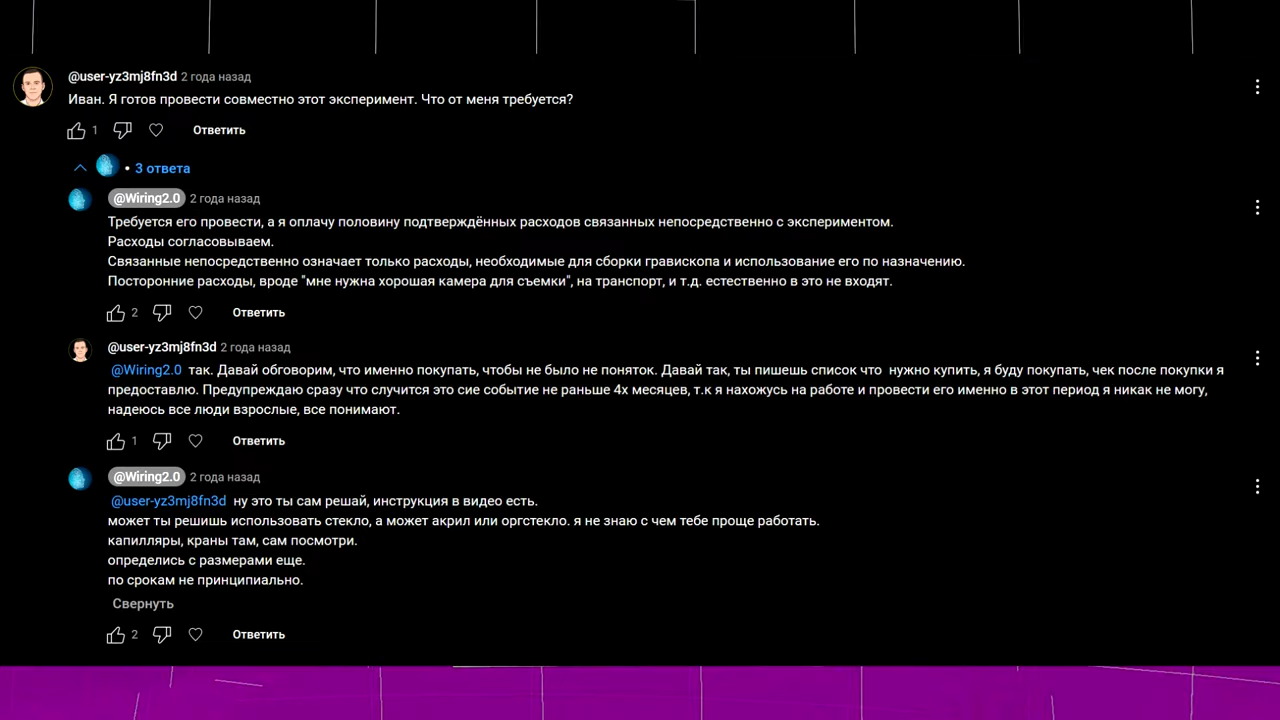 @user-yz3mj8fn3d 2 года назад
Иван. Я готов провести совместно этот эксперимент. Что от меня требуется?
1 Ответить
• 3 ответа
@Wiring2.0 2 года назад
Требуется его провести, а я оплачу половину подтверждённых расходов связанных непосредственно с экспериментом.
Расходы согласовываем.
Связанные непосредственно означает только расходы, необходимые для сборки гравископа и использование его по назначению.
Посторонние расходы, вроде "мне нужна хорошая камера для съемки", на транспорт, и т.д. естественно в это не входят.
2 Ответить
@user-yz3mj8fn3d 2 года назад
@Wiring2.0 так. Давай обговорим, что именно покупать, чтобы не было не поняток. Давай так, ты пишешь список что нужно купить, я буду покупать, чек после покупки я
предоставлю. Предупреждаю сразу что случится это сие событие не раньше 4х месяцев, т.к я нахожусь на работе и провести его именно в этот период я никак не могу,
надеюсь все люди взрослые, все понимают.
1 Ответить
@Wiring2.0 2 года назад
@user-yz3mj8fn3d ну это ты сам решай, инструкция в видео есть.
может ты решишь использовать стекло, а может акрил или оргстекло. я не знаю с чем тебе проще работать.
капилляры, краны там, сам посмотри.
определись с размерами еще.
по срокам не принципиально.
Свернуть
2 Ответить